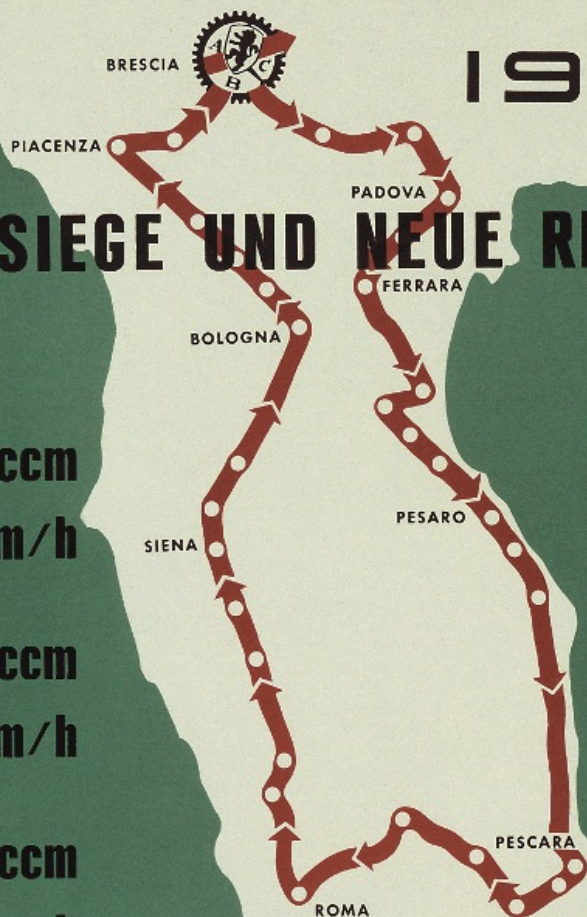 BRESCIA
A C
B
19
PIACENZA
PADOVA
SIEGE UND NEUE
FERRARA
BOLOGNA
ccm
PESARO
m/h
SIENA
ccm
m/h
PESCARA
ccm
ROMA